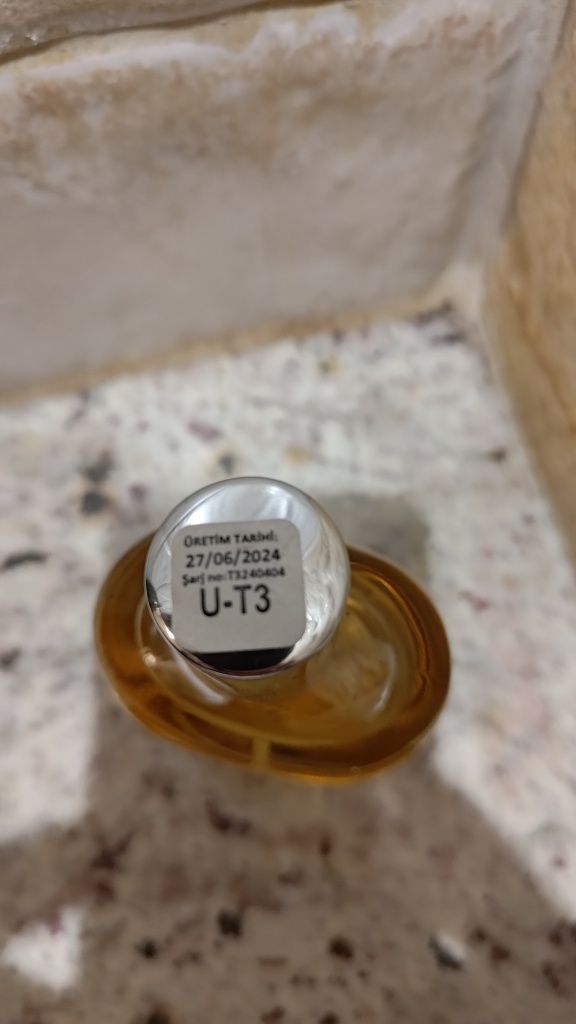 ÜRETİM TARİHİ:
27/06/2024
Şarj no:T3240404
U-T3